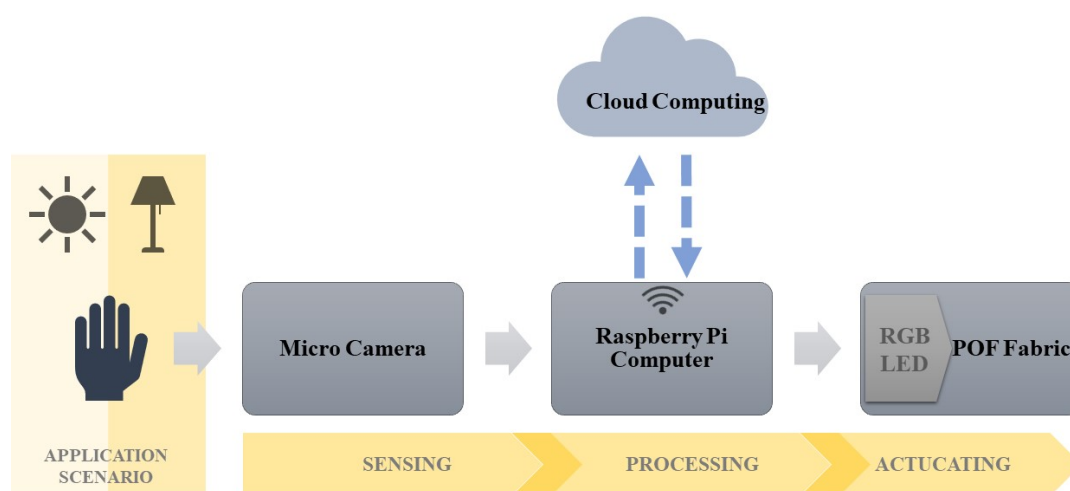 Cloud Computing
Micro Camera
Raspberry Pi
Computer
RGB
LED
POF Fabric
APPLICATION
SCENARIO
SENSING
PROCESSING
ACTUCATING